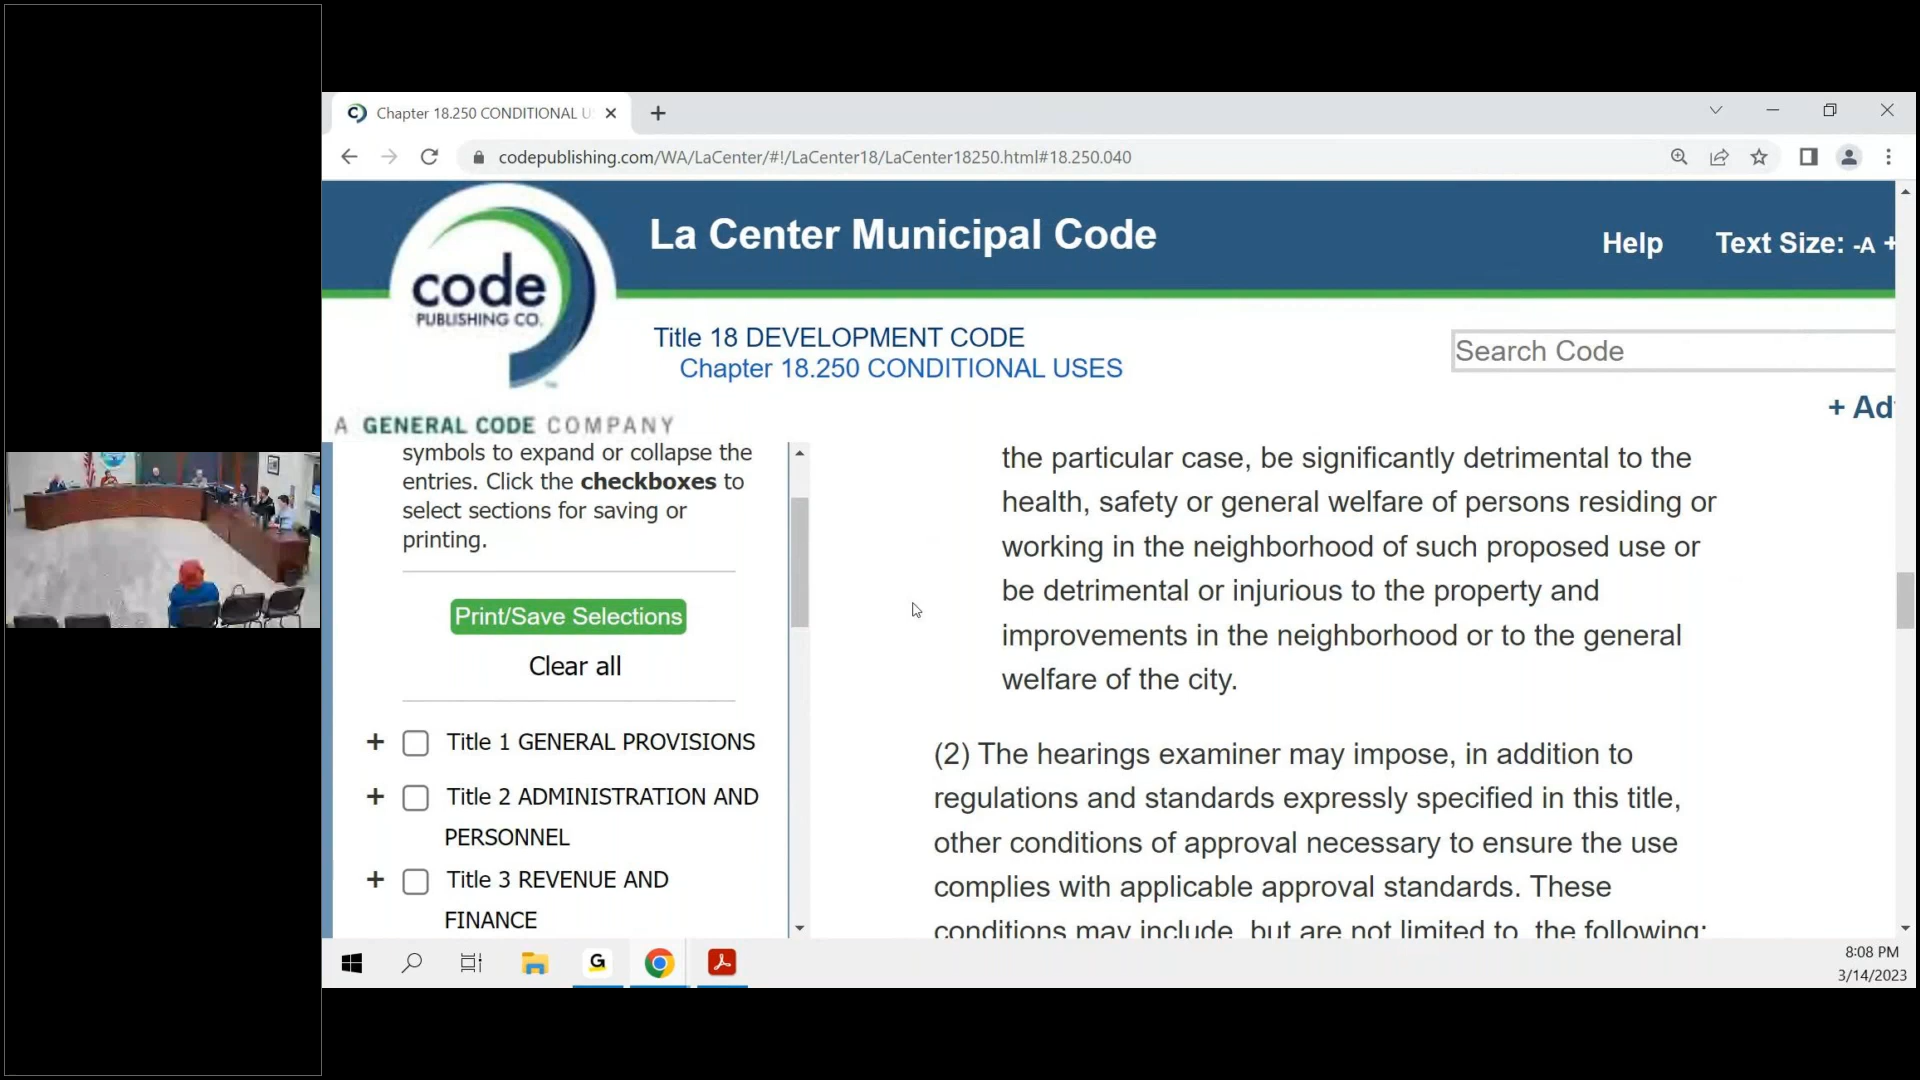 Chapter 18.250 CONDITIONAL U
codepublishing.com/WA/LaCenter/#!/LaCenter18/LaCenter18250.html#18.250.040
La Center Municipal Code
Help
Text Size: -A +
code
PUBLISHING CO.
TM
A GENERAL CODE COMPANY
Title 18 DEVELOPMENT CODE
Chapter 18.250 CONDITIONAL USES
Search Code
+ Ad
symbols to expand or collapse the
entries. Click the checkboxes to
select sections for saving or
printing.
Print/Save Selections
Clear all
+ Title 1 GENERAL PROVISIONS
+ Title 2 ADMINISTRATION AND
PERSONNEL
+ Title 3 REVENUE AND
FINANCE
the particular case, be significantly detrimental to the
health, safety or general welfare of persons residing or
working in the neighborhood of such proposed use or
be detrimental or injurious to the property and
improvements in the neighborhood or to the general
welfare of the city.
(2) The hearings examiner may impose, in addition to
regulations and standards expressly specified in this title,
other conditions of approval necessary to ensure the use
complies with applicable approval standards. These
conditions may include, but are not limited to, the following:
G
8:08 PM
3/14/2023